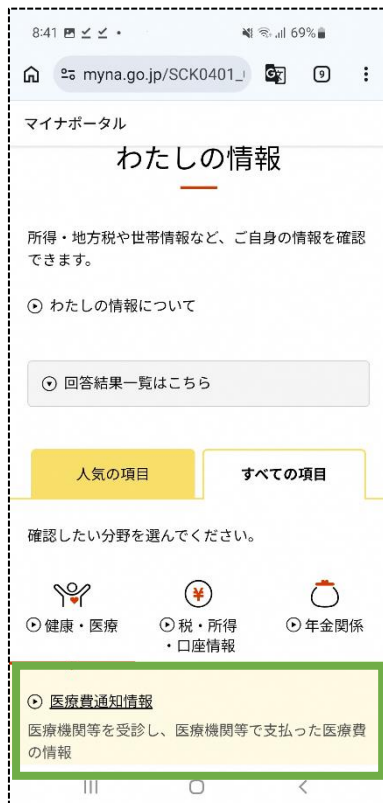 8:41 69%
myna.go.jp/SCK0401_ 9
マイナポータル
わたしの情報
所得・地方税や世帯情報など、ご自身の情報を確認
できます。
わたしの情報について
回答結果一覧はこちら
人気の項目 すべての項目
確認したい分野を選んでください。
健康・医療 税・所得 年金関係
・口座情報
医療費通知情報
医療機関等を受診し、医療機関等で支払った医療費
の情報